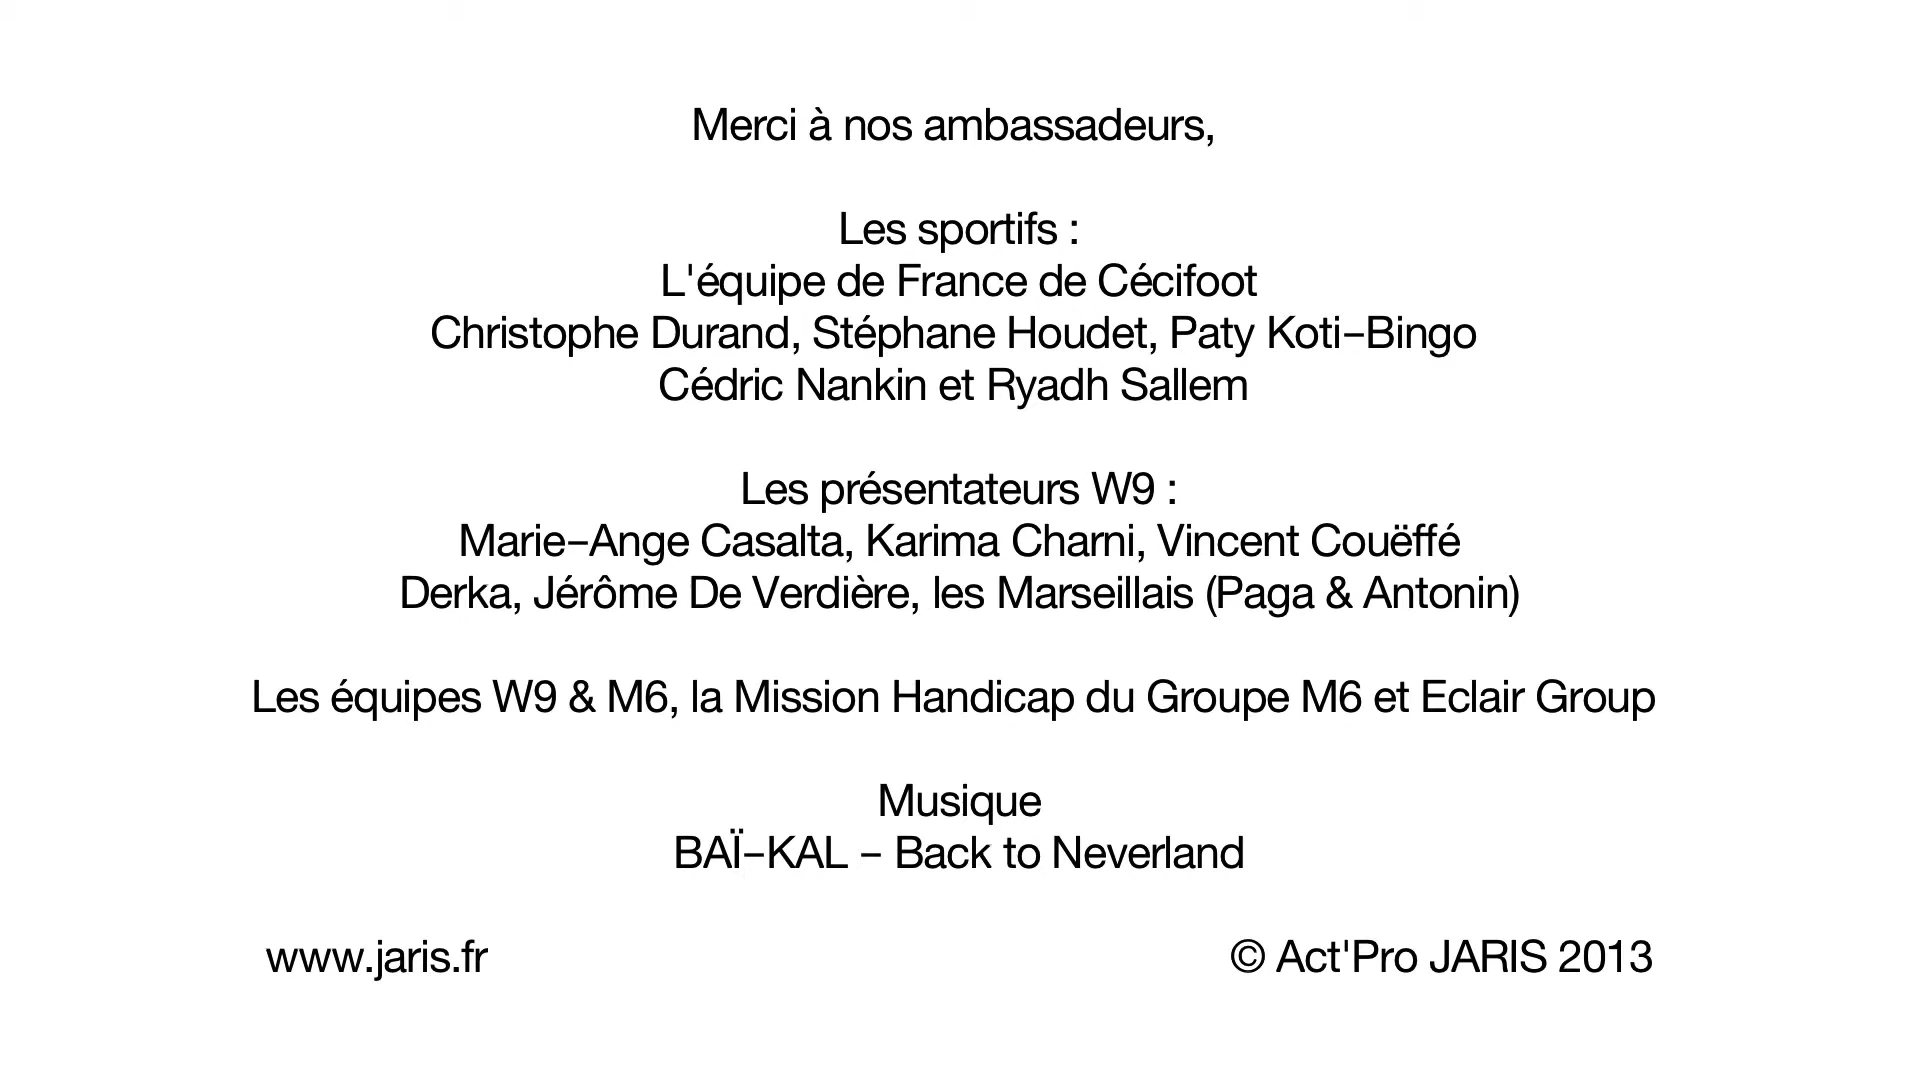 Merci à nos ambassadeurs,
Les sportifs :
L'équipe de France de Cécifoot
Christophe Durand, Stéphane Houdet, Paty Koti-Bingo
Cédric Nankin et Ryadh Sallem
Les présentateurs W9 :
Marie-Ange Casalta, Karima Charni, Vincent Couëffé
Derka, Jérôme De Verdière, les Marseillais (Paga & Antonin)
Les équipes W9 & M6, la Mission Handicap du Groupe M6 et Eclair Group
Musique
BAÏ-KAL - Back to Neverland
www.jaris.fr
© Act'Pro JARIS 2013